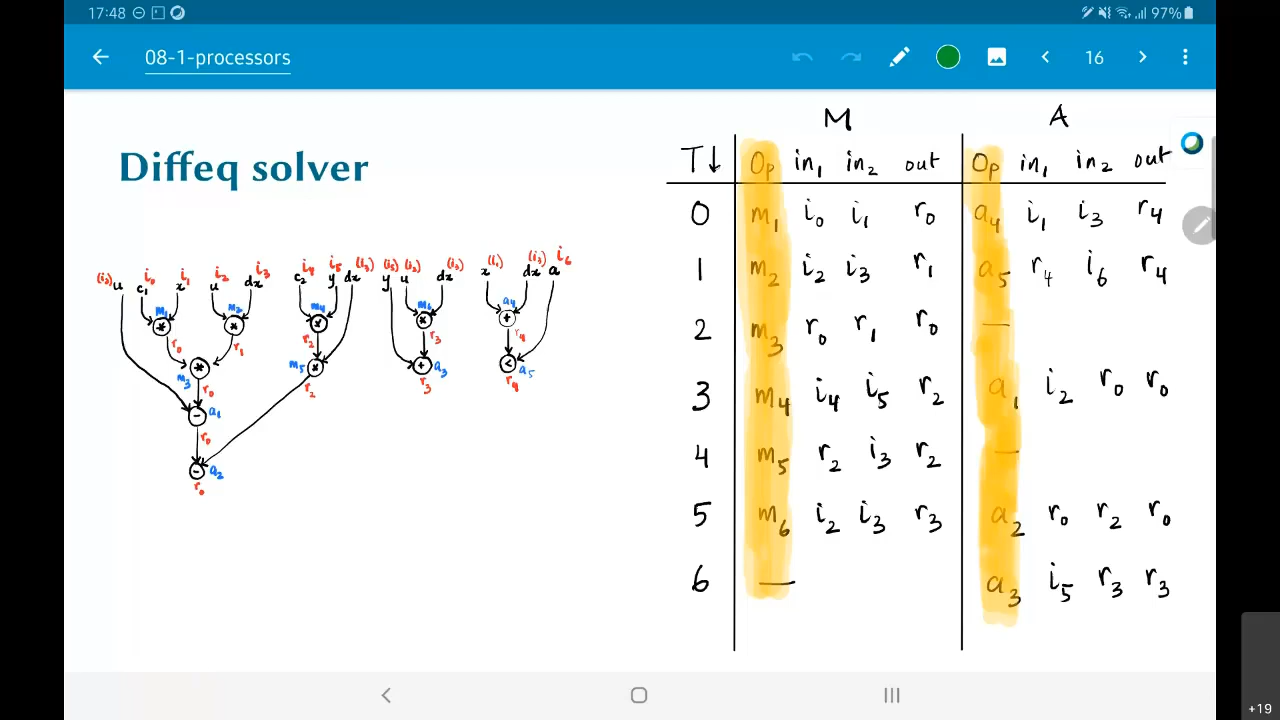 17:48
97%
08-1-processors
16
Diffeq solver
M A
T↓ Op in1 in2 out Op in1 in2 out
0 m1 i0 i1 r0 a4 i1 i3 r4
1 m2 i2 i3 r1 a5 r4 i6 r4
2 m3 r0 r1 r0 —
3 m4 i4 i5 r2 a1 i2 r0 r0
4 m5 r2 i3 r2 —
5 m6 i2 i3 r3 a2 r0 r2 r0
6 — a3 i5 r3 r3
(i2) i0 i1 i2 i3 i4 i5 (i3) (i5) (i2) (i3) (i1) (i3) i6
u c1 x u dx c2 y dx y u dx x dx a
M1 M2 M4 M6 a4
* * * * +
r0 r1 r2 r3 r4
m3 * m5 * + a3 < a5
r0 r2 r3 r4
- a1
r0
- a2
r0
+19